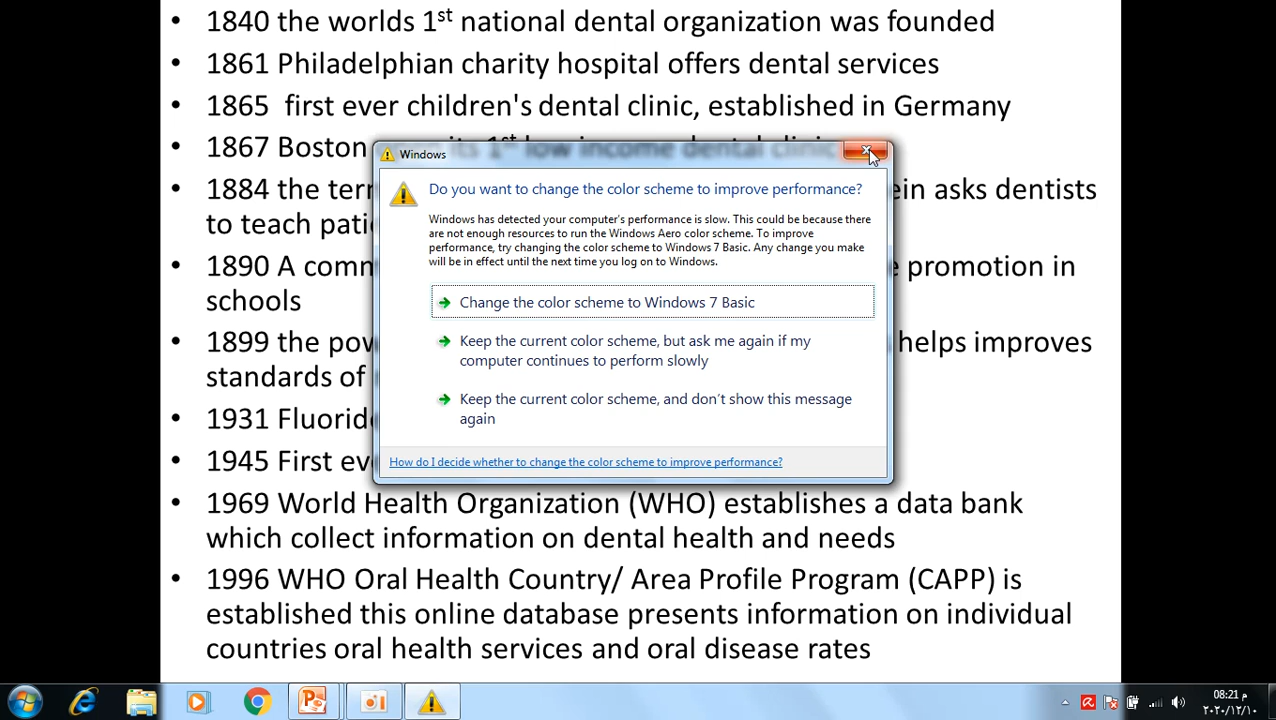 • 1840 the worlds 1st national dental organization was founded
• 1861 Philadelphian charity hospital offers dental services
• 1865 first ever children's dental clinic, established in Germany
• 1867 Boston its 1st low income dental clinic
Windows
• 1884 the ein asks dentists
to teach
• 1890 A promotion in
schools
• 1899 the helps improves
standards of
• 1931
• 1945 First
Do you want to change the color scheme to improve performance?
Windows has detected your computer's performance is slow. This could be because there
are not enough resources to run the Windows Aero color scheme. To improve
performance, try changing the color scheme to Windows 7 Basic. Any change you make
will be in effect until the next time you log on to Windows.
Change the color scheme to Windows 7 Basic
Keep the current color scheme, but ask me again if my
computer continues to perform slowly
Keep the current color scheme, and don't show this message
again
How do I decide whether to change the color scheme to improve performance?
• 1969 World Health Organization (WHO) establishes a data bank
which collect information on dental health and needs
• 1996 WHO Oral Health Country/ Area Profile Program (CAPP) is
established this online database presents information on individual
countries oral health services and oral disease rates
08:21 م
٢٠٢٠/١٢/١٠